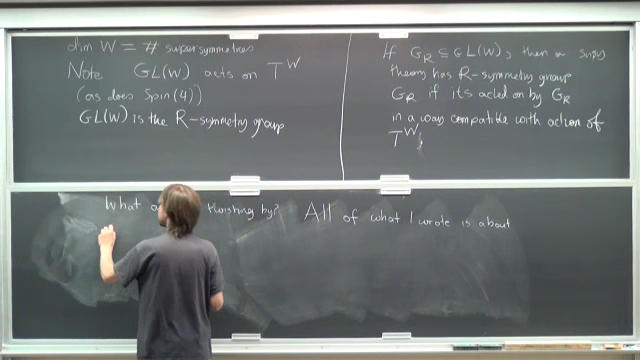 dim W = # supersymmetries
Note GL(W) acts on T^W
(as does Spin(4))
GL(W) is the R-symmetry group
If G_R ⊆ GL(W), then a susy
theory has R-symmetry group
G_R if it's acted on by G_R
in a way compatible with action of
T^W
What twisting by? All of what I wrote is about